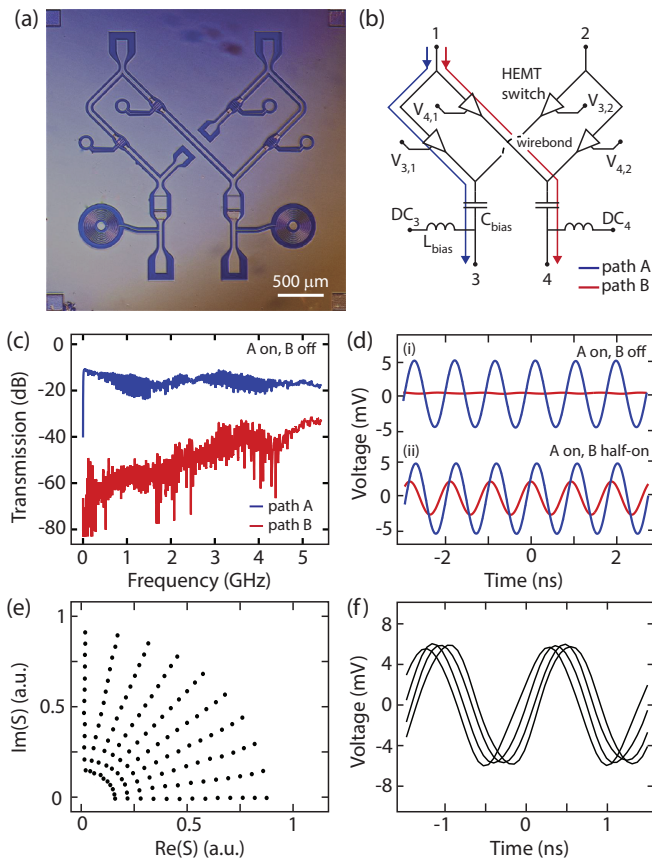 (a)
500 μm
(b)
1
2
HEMT
switch
V4,1
V3,2
wirebond
V3,1
V4,2
DC3
Cbias
DC4
Lbias
3
4
path A
path B
(c)
0
A on, B off
-20
-40
-60
-80
Transmission (dB)
path A
path B
0 1 2 3 4 5
Frequency (GHz)
(d)
(i)
A on, B off
5
0
-5
(ii)
A on, B half-on
5
0
-5
Voltage (mV)
-2 0 2
Time (ns)
(e)
1
0.5
0
Im(S) (a.u.)
0 0.5 1
Re(S) (a.u.)
(f)
8
4
0
-4
-8
Voltage (mV)
-1 0 1
Time (ns)